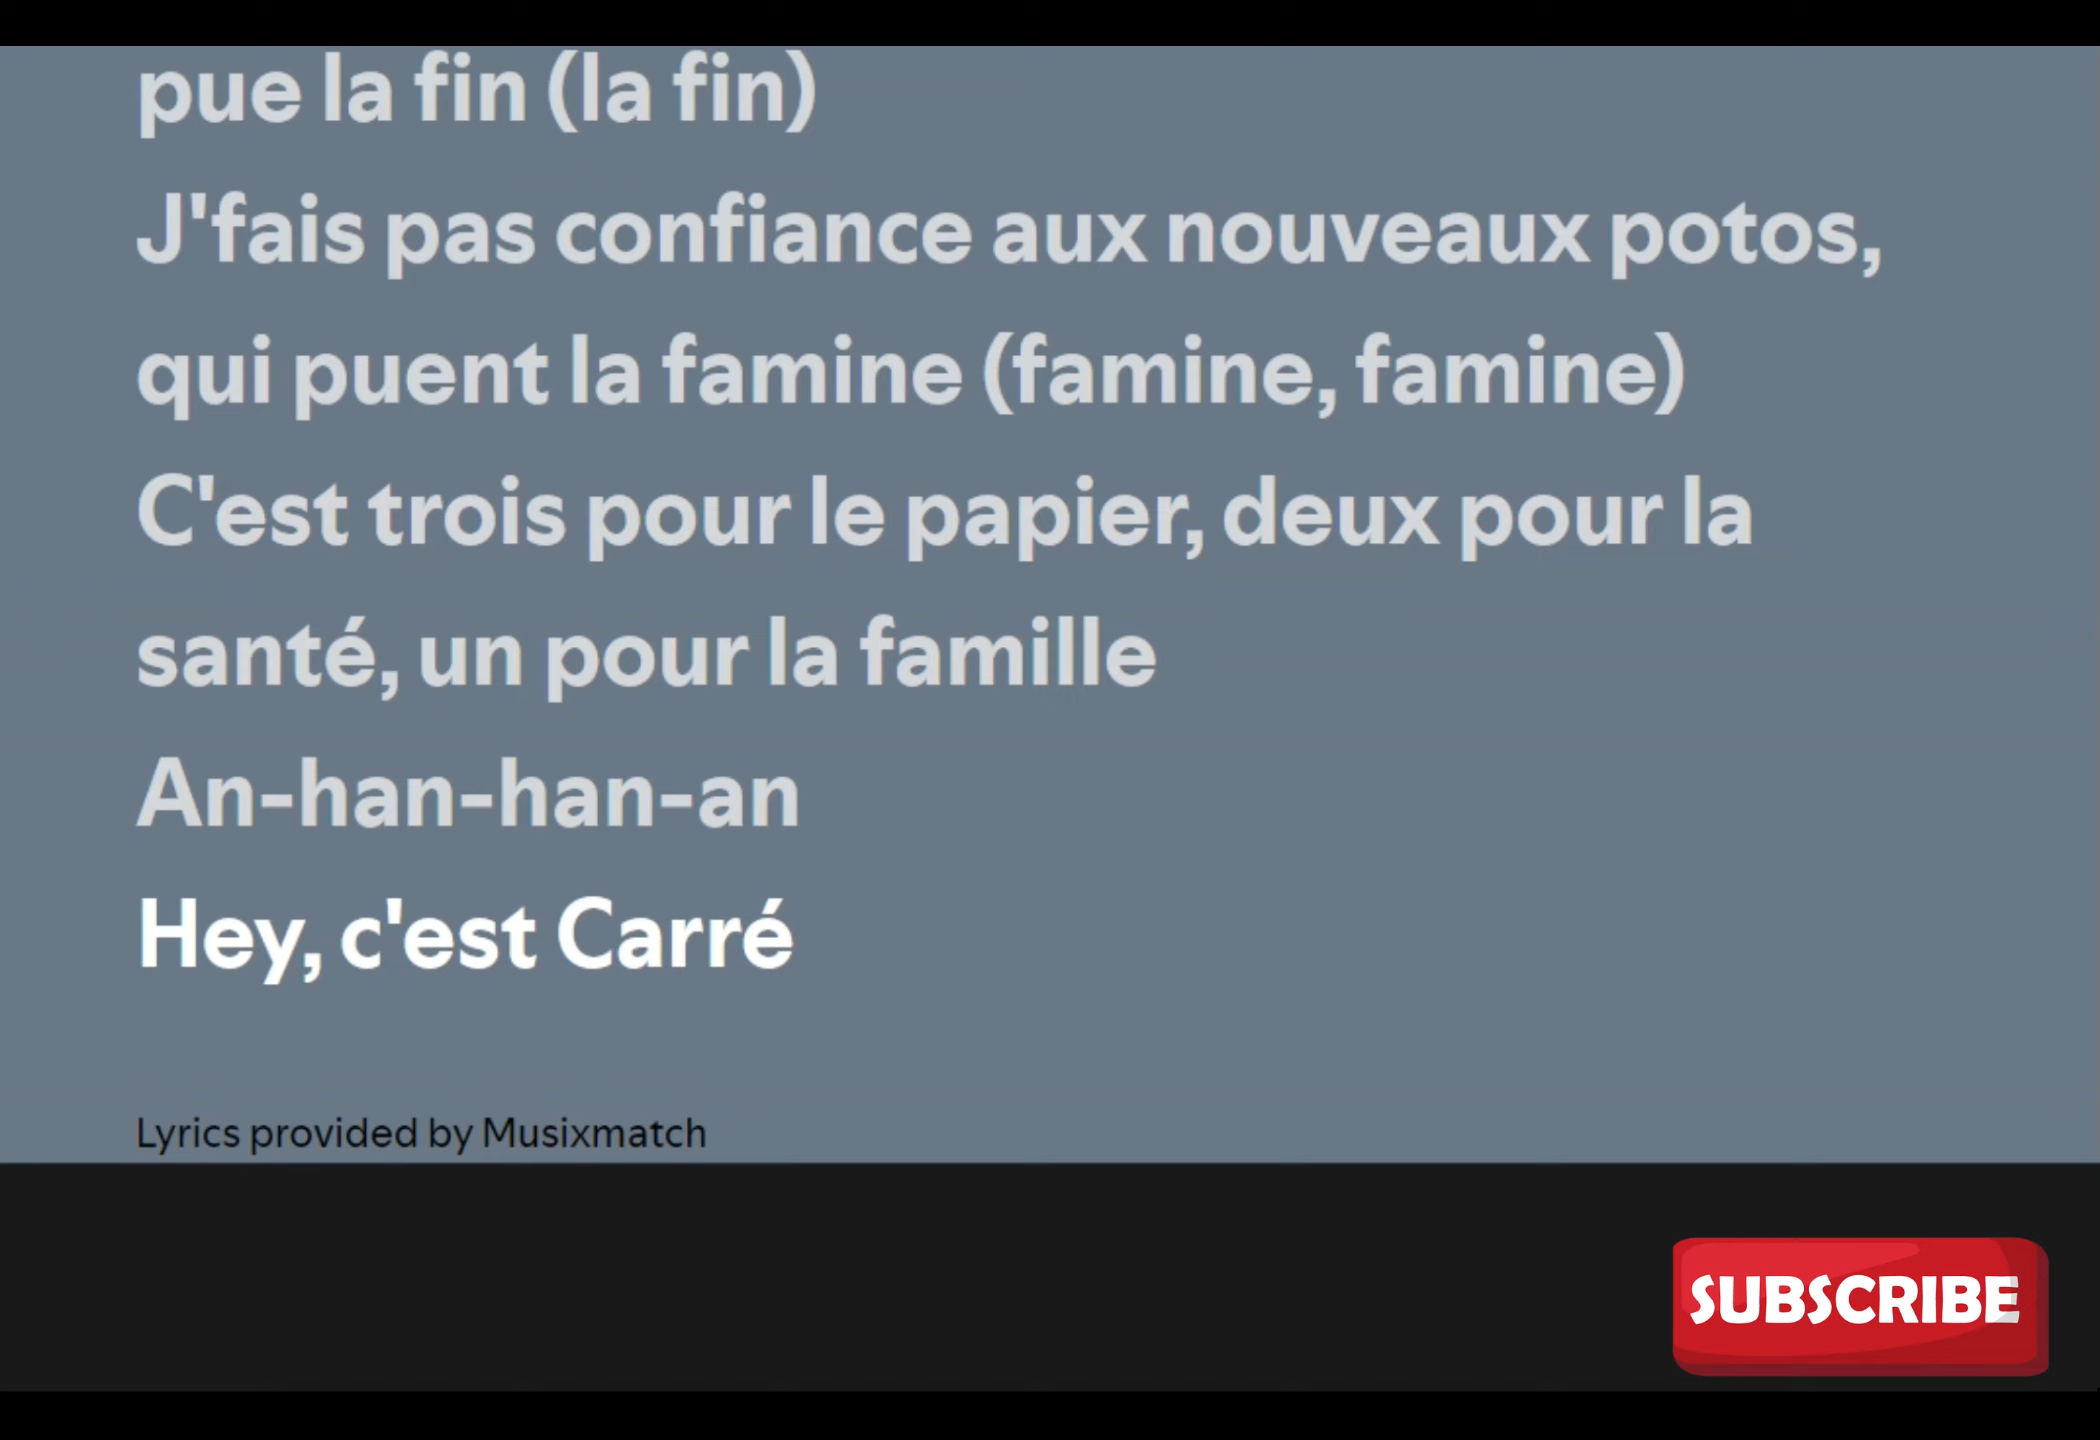 pue la fin (la fin)
J'fais pas confiance aux nouveaux potos,
qui puent la famine (famine, famine)
C'est trois pour le papier, deux pour la
santé, un pour la famille
An-han-han-an
Hey, c'est Carré
Lyrics provided by Musixmatch
SUBSCRIBE